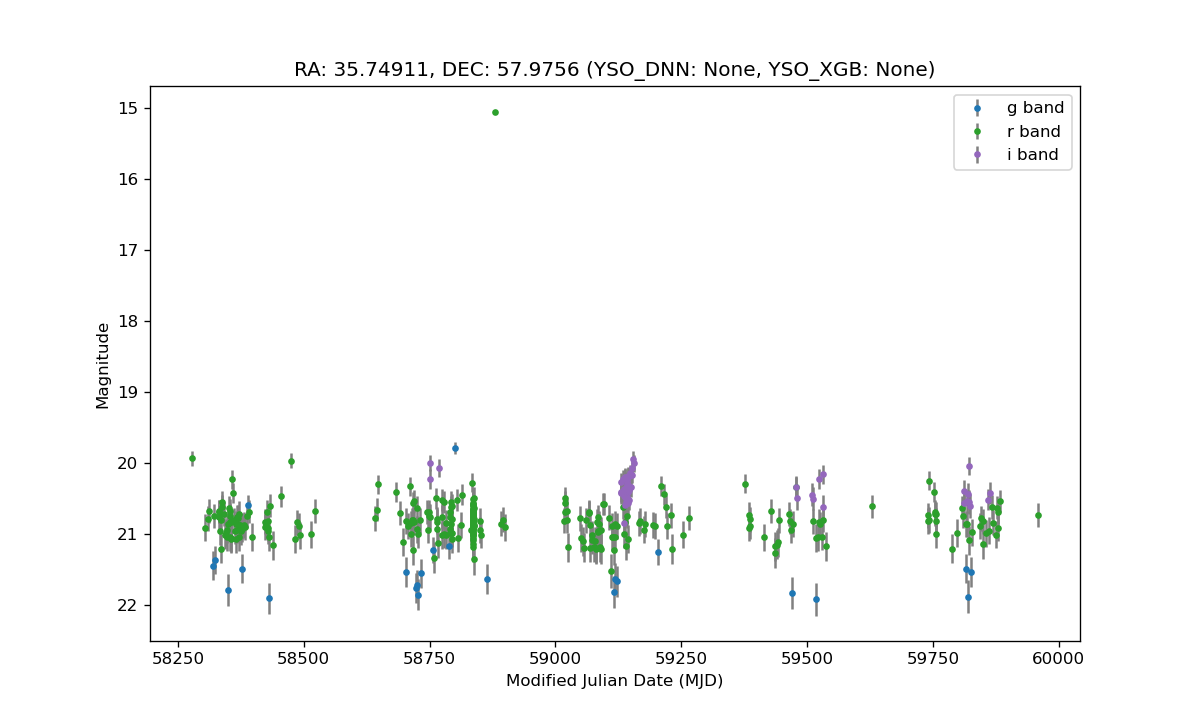 RA: 35.74911, DEC: 57.9756 (YSO_DNN: None, YSO_XGB: None)
g band
r band
i band
Magnitude
15
16
17
18
19
20
21
22
58250 58500 58750 59000 59250 59500 59750 60000
Modified Julian Date (MJD)